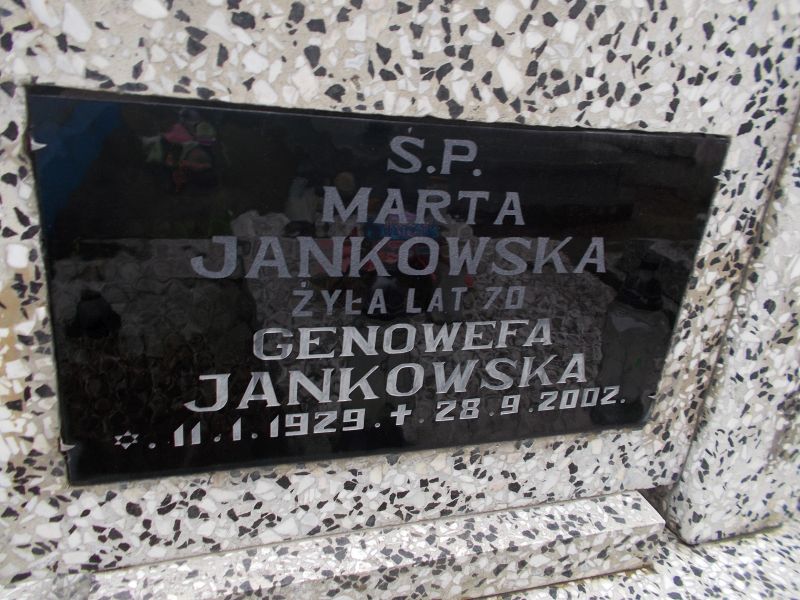 Ś.P.
MARTA
JANKOWSKA
ŻYŁA LAT 70
GENOWEFA
JANKOWSKA
✡. 11.1.1929.✝.28.9.2002.